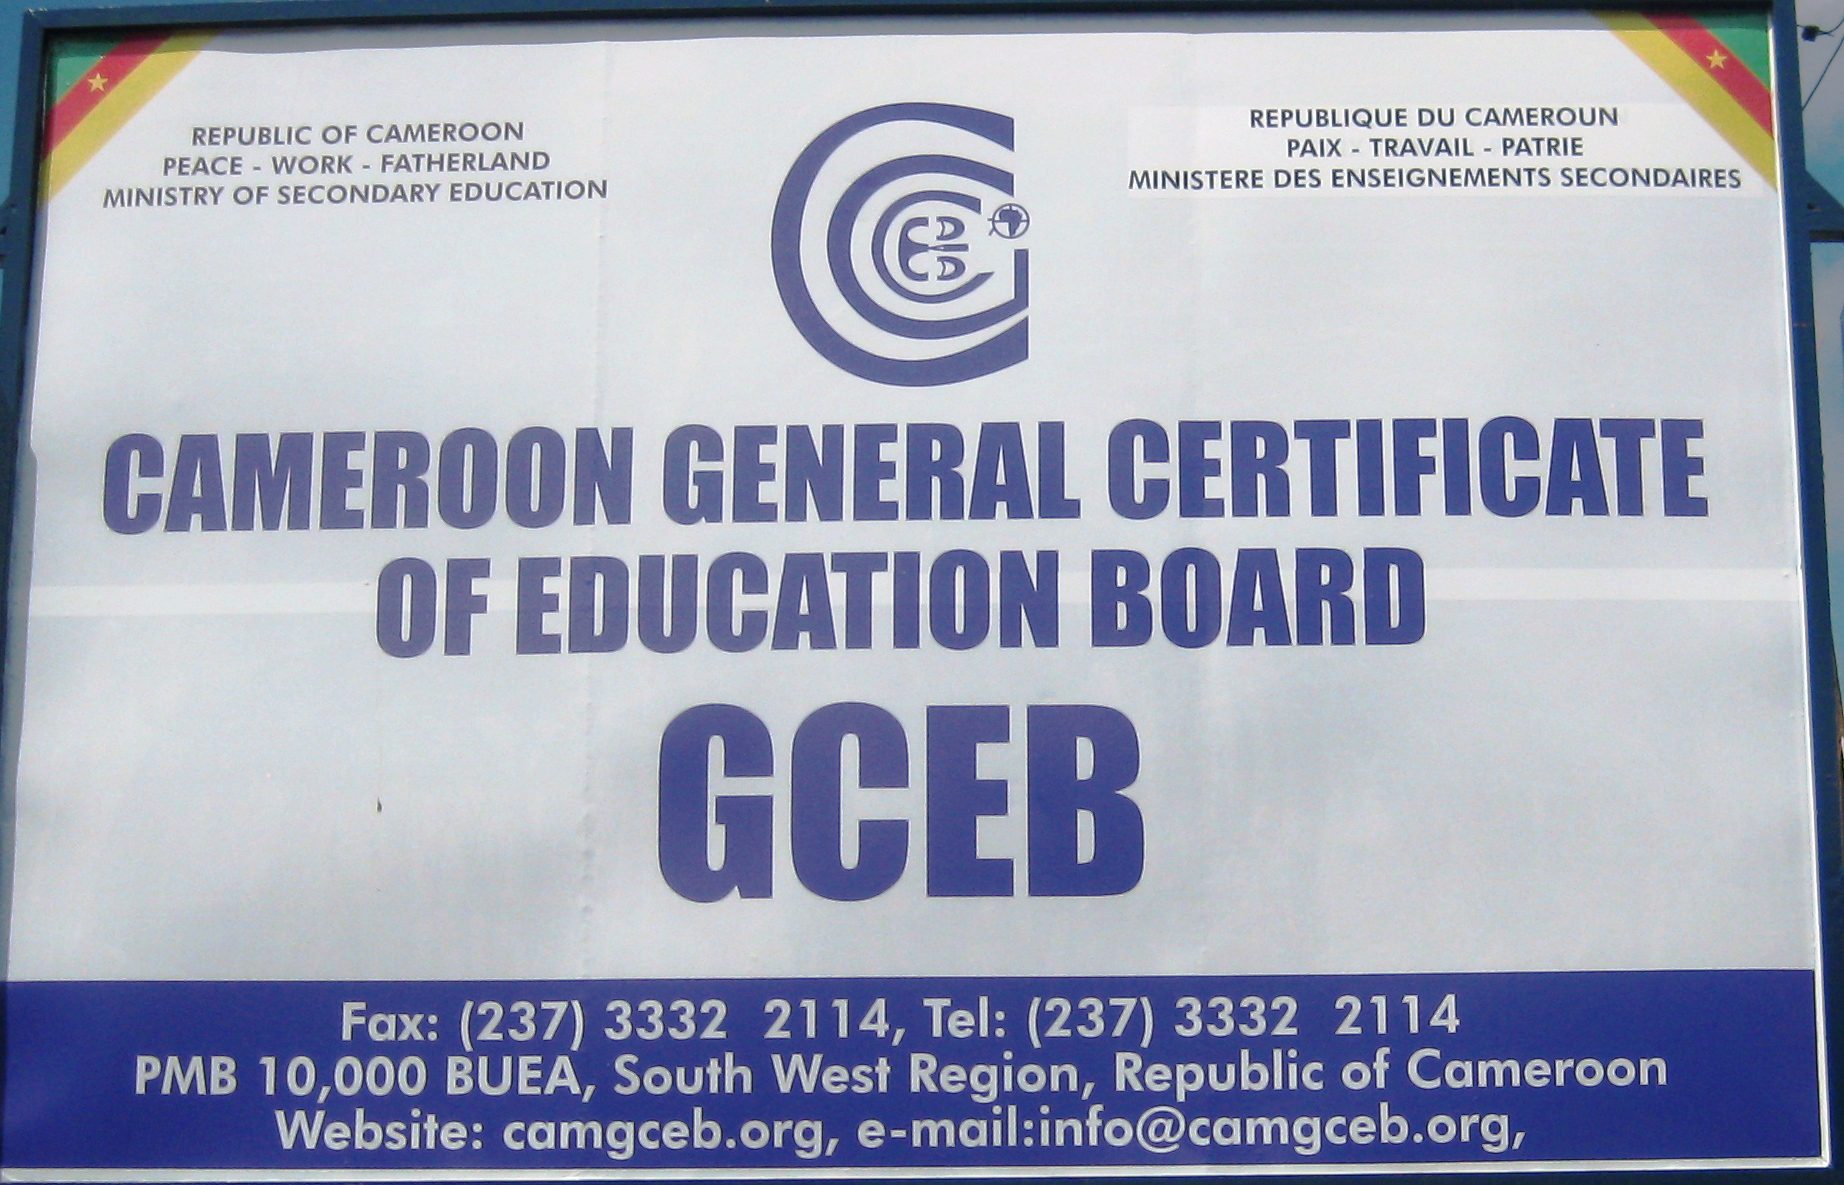 REPUBLIC OF CAMEROON
PEACE - WORK - FATHERLAND
MINISTRY OF SECONDARY EDUCATION
REPUBLIQUE DU CAMEROUN
PAIX - TRAVAIL - PATRIE
MINISTERE DES ENSEIGNEMENTS SECONDAIRES
CAMEROON GENERAL CERTIFICATE
OF EDUCATION BOARD
GCEB
Fax: (237) 3332 2114, Tel: (237) 3332 2114
PMB 10,000 BUEA, South West Region, Republic of Cameroon
Website: camgceb.org, e-mail:info@camgceb.org,